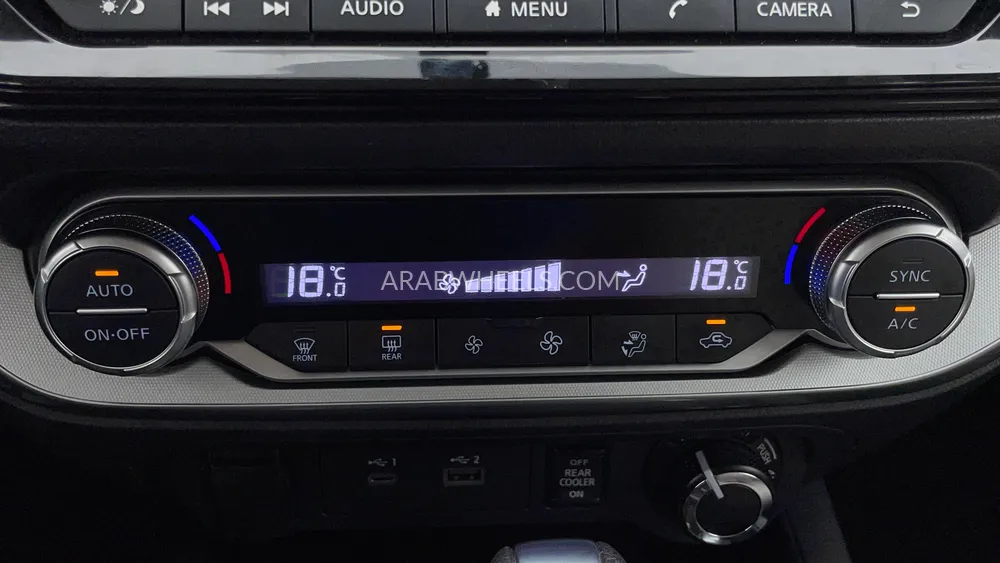 AUDIO MENU CAMERA
18.0°C ARABWHEELS.COM 18.0°C
AUTO
ON·OFF
SYNC
A/C
FRONT
REAR
1
2
OFF
REAR
COOLER
ON
PUSH